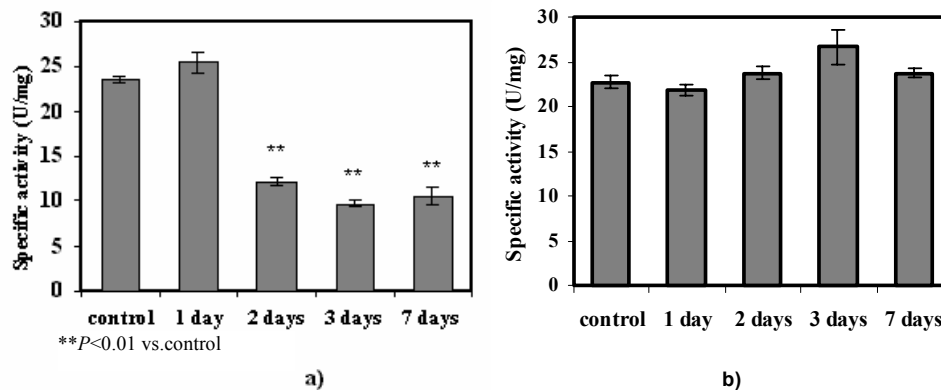 Specific activity (U/mg)
30
25
20
15
10
5
0
**
**
**
control 1 day 2 days 3 days 7 days
**P<0.01 vs.control
a)
Specific activity (U/mg)
30
25
20
15
10
5
0
control 1 day 2 days 3 days 7 days
b)